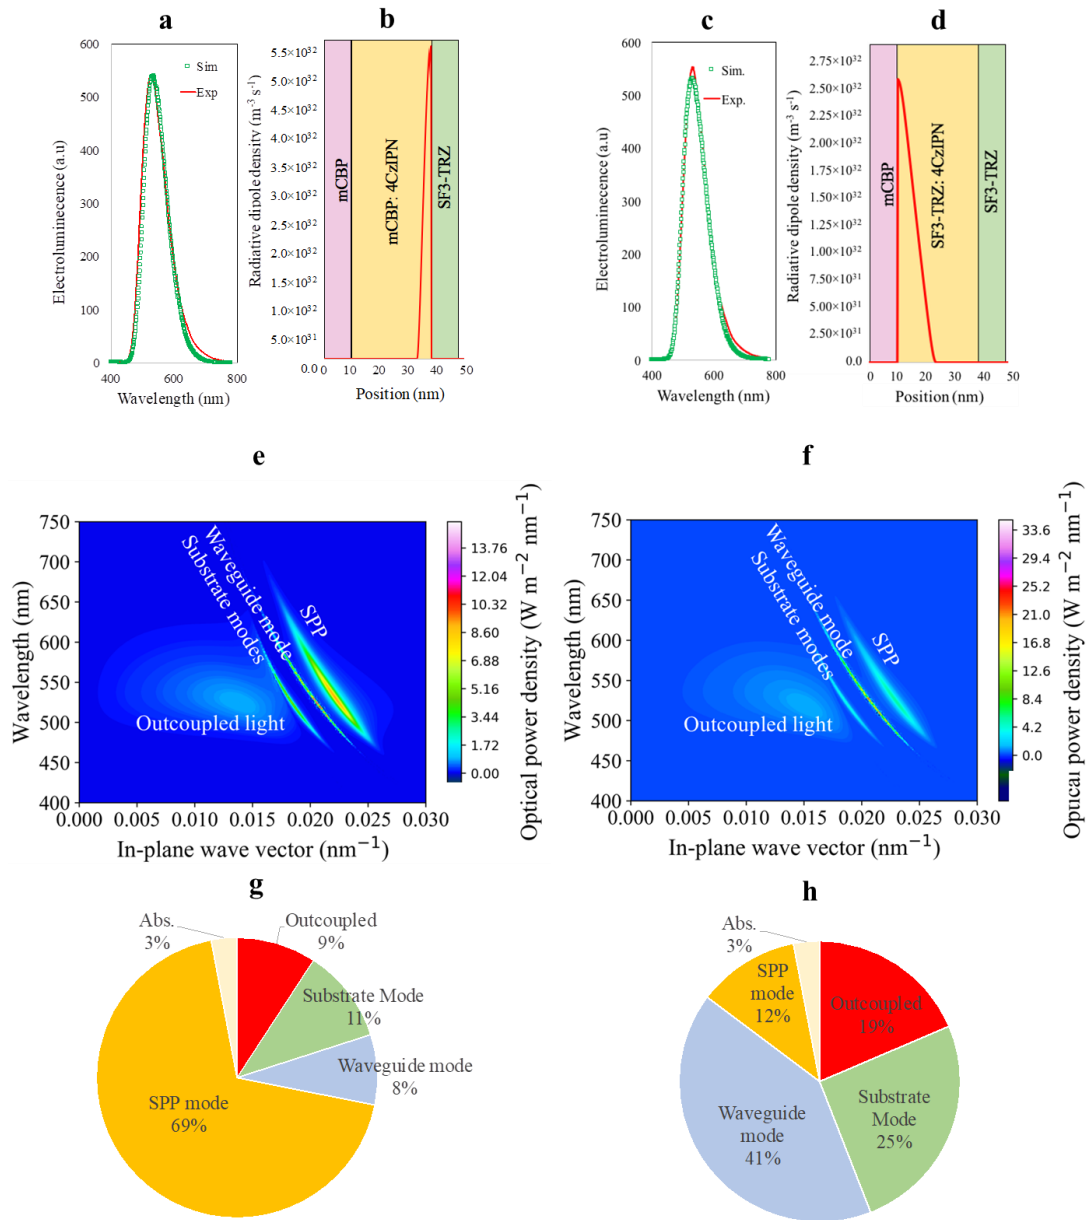 a
b
c
d
600
500
400
300
200
100
0
Electroluminecence (a.u)
Sim
Exp
400
600
800
Wavelength (nm)
Radiative dipole density (m⁻³ s⁻¹)
5.5×10³²
5.0×10³²
4.5×10³²
4.0×10³²
3.5×10³²
3.0×10³²
2.5×10³²
2.0×10³²
1.5×10³²
1.0×10³²
5.0×10³¹
0.0
mCBP
mCBP: 4CzIPN
SF3-TRZ
0
10
20
30
40
50
Position (nm)
600
500
400
300
200
100
0
Electroluminecence (a.u)
Sim.
Exp.
400
600
800
Wavelength (nm)
Radiative dipole density (m⁻³ s⁻¹)
2.75×10³²
2.50×10³²
2.25×10³²
2.00×10³²
1.75×10³²
1.50×10³²
1.25×10³²
1.00×10³²
7.50×10³¹
5.00×10³¹
2.50×10³¹
0.0
mCBP
SF3-TRZ: 4CzIPN
SF3-TRZ
0
10
20
30
40
50
Position (nm)
e
f
750
700
650
600
550
500
450
400
Wavelength (nm)
Waveguide mode
Substrate modes
SPP
Outcoupled light
0.000 0.005 0.010 0.015 0.020 0.025 0.030
In-plane wave vector (nm⁻¹)
13.76
12.04
10.32
8.60
6.88
5.16
3.44
1.72
0.00
Optical power density (W m⁻² nm⁻¹)
750
700
650
600
550
500
450
400
Wavelength (nm)
Waveguide mode
Substrate modes
SPP
Outcoupled light
0.000 0.005 0.010 0.015 0.020 0.025 0.030
In-plane wave vector (nm⁻¹)
33.6
29.4
25.2
21.0
16.8
12.6
8.4
4.2
0.0
Optical power density (W m⁻² nm⁻¹)
g
h
Abs.
3%
Outcoupled
9%
Substrate Mode
11%
Waveguide mode
8%
SPP mode
69%
Abs.
3%
SPP
mode
12%
Outcoupled
19%
Substrate
Mode
25%
Waveguide
mode
41%